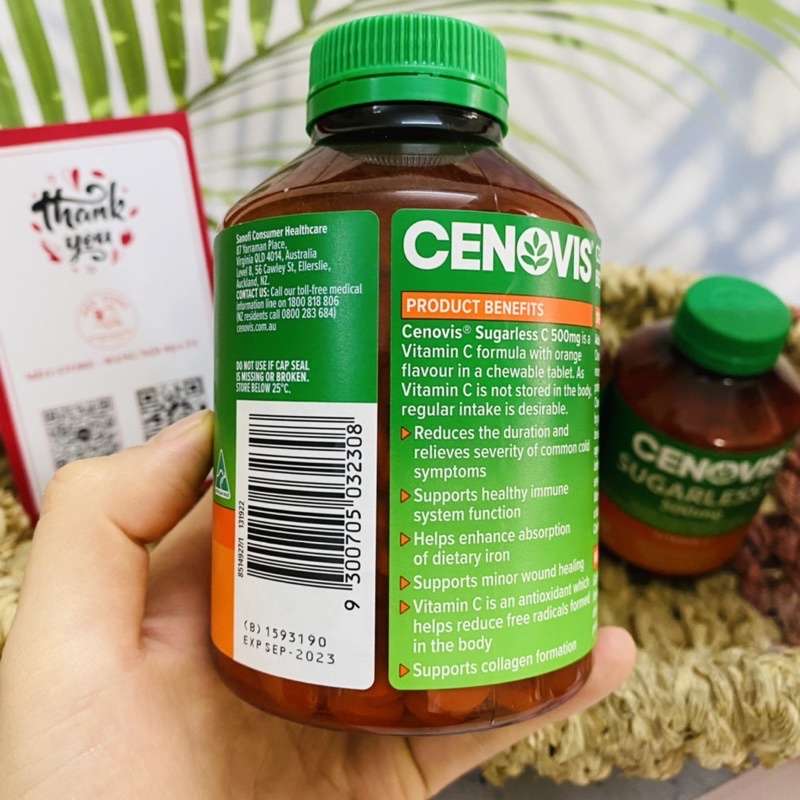 thank
you
Sanofi Consumer Healthcare
87 Yarraman Place,
Virginia QLD 4014, Australia
Level 8, 56 Cawley St, Ellerslie,
Auckland, NZ.
CONTACT US: Call our toll-free medical
information line on 1800 818 806
(NZ residents call 0800 283 684)
cenovis.com.au
DO NOT USE IF CAP SEAL
IS MISSING OR BROKEN.
STORE BELOW 25°C.
8514927/1 131922
9 300705 032308
(B) 1593190
EXP SEP-2023
CENOVIS
PRODUCT BENEFITS
Cenovis® Sugarless C 500mg is a
Vitamin C formula with orange
flavour in a chewable tablet. As
Vitamin C is not stored in the body,
regular intake is desirable.
Reduces the duration and
relieves severity of common cold
symptoms
Supports healthy immune
system function
Helps enhance absorption
of dietary iron
Supports minor wound healing
Vitamin C is an antioxidant which
helps reduce free radicals formed
in the body
Supports collagen formation
CENOVIS
SUGARLESS
500mg